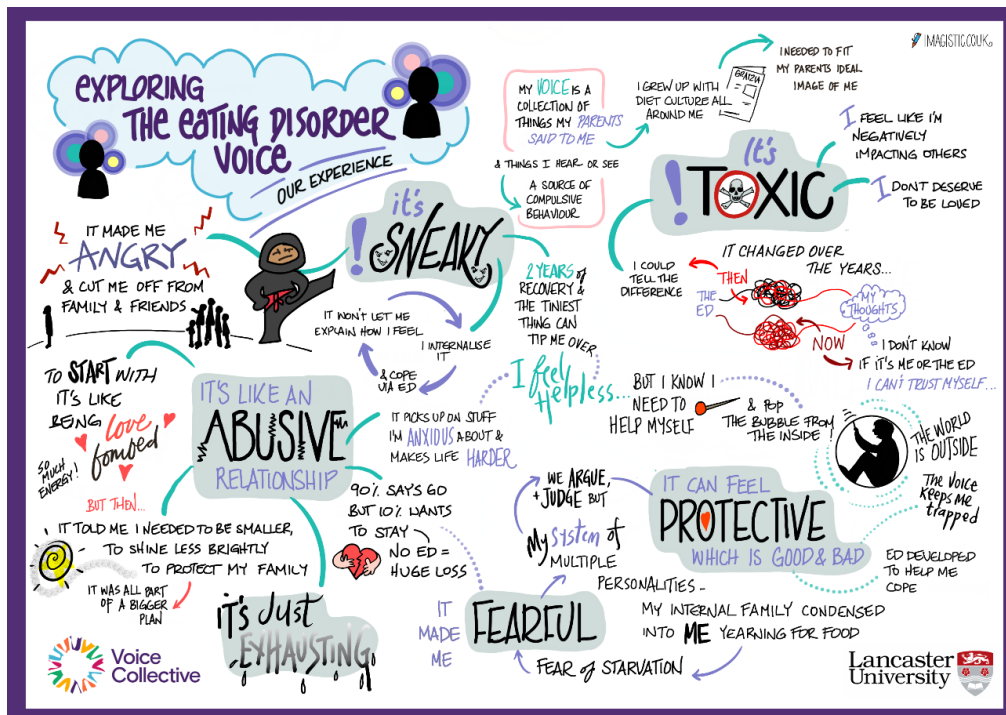 EXPLORING
THE EATING DISORDER
VOICE
OUR EXPERIENCE
IMAGISTIC.CO.UK
MY VOICE IS A
COLLECTION OF
THINGS MY PARENTS
SAID TO ME
& THINGS I HEAR OR SEE
A SOURCE OF
COMPULSIVE
BEHAVIOUR
I GREW UP WITH
DIET CULTURE ALL
AROUND ME
GRAZIA
I NEEDED TO FIT
MY PARENTS IDEAL
IMAGE OF ME
It's
! TOXIC
I FEEL LIKE I'M
NEGATIVELY
IMPACTING OTHERS
I DON'T DESERVE
TO BE LOVED
I COULD
TELL THE
DIFFERENCE
IT CHANGED OVER
THE YEARS...
THEN
THE
ED
MY
THOUGHTS
NOW
I DON'T KNOW
IF IT'S ME OR THE ED
I CAN'T TRUST MYSELF...
it's
! SNEAKY
IT MADE ME
ANGRY
& CUT ME OFF FROM
FAMILY & FRIENDS
IT WON'T LET ME
EXPLAIN HOW I FEEL
I INTERNALISE
IT
& COPE
VIA ED
2 YEARS of
RECOVERY &
THE TINIEST
THING CAN
TIP ME OVER
I feel
Helpless...
BUT I KNOW I
NEED TO
HELP MYSELF
& POP
THE BUBBLE FROM
THE INSIDE!
IT'S LIKE AN
ABUSIVE
RELATIONSHIP
TO START WITH
IT'S LIKE
BEING
love
bombed
SO
MUCH
ENERGY!
BUT THEN...
IT TOLD ME I NEEDED TO BE SMALLER,
TO SHINE LESS BRIGHTLY
TO PROTECT MY FAMILY
IT WAS ALL PART
OF A BIGGER
PLAN
IT PICKS UP ON STUFF
I'M ANXIOUS ABOUT &
MAKES LIFE HARDER
90% SAYS GO
BUT 10% WANTS
TO STAY
NO ED =
HUGE LOSS
it's Just
EXHAUSTING
IT CAN FEEL
PROTECTIVE
WHICH IS GOOD & BAD
THE WORLD
IS OUTSIDE
The Voice
keeps me
trapped
ED DEVELOPED
TO HELP ME
COPE
IT
MADE
ME
FEARFUL
WE ARGUE,
+ JUDGE BUT
My System of
MULTIPLE
PERSONALITIES -
MY INTERNAL FAMILY CONDENSED
INTO ME YEARNING FOR FOOD
FEAR of STARVATION
Voice
Collective
Lancaster
University